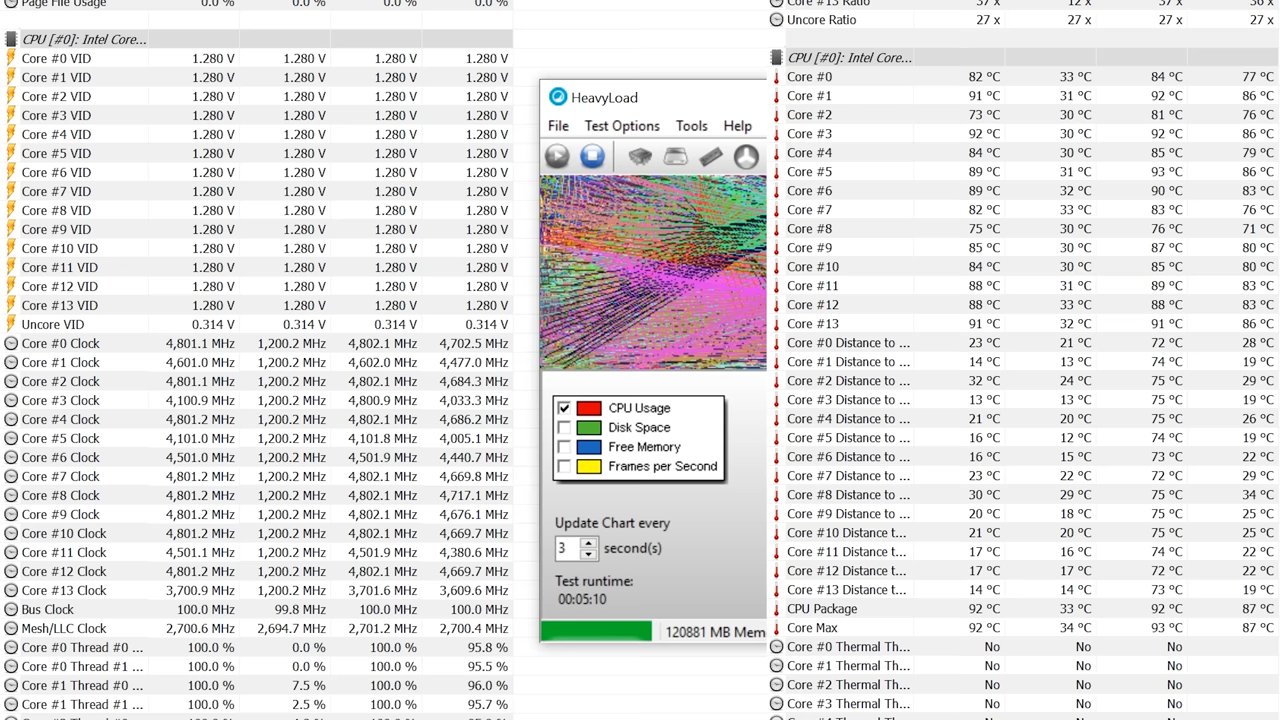 Page File Usage 0.0 % 0.0 % 0.0 % 0.0 %
CPU [#0]: Intel Core...
Core #0 VID 1.280 V 1.280 V 1.280 V 1.280 V
Core #1 VID 1.280 V 1.280 V 1.280 V 1.280 V
Core #2 VID 1.280 V 1.280 V 1.280 V 1.280 V
Core #3 VID 1.280 V 1.280 V 1.280 V 1.280 V
Core #4 VID 1.280 V 1.280 V 1.280 V 1.280 V
Core #5 VID 1.280 V 1.280 V 1.280 V 1.280 V
Core #6 VID 1.280 V 1.280 V 1.280 V 1.280 V
Core #7 VID 1.280 V 1.280 V 1.280 V 1.280 V
Core #8 VID 1.280 V 1.280 V 1.280 V 1.280 V
Core #9 VID 1.280 V 1.280 V 1.280 V 1.280 V
Core #10 VID 1.280 V 1.280 V 1.280 V 1.280 V
Core #11 VID 1.280 V 1.280 V 1.280 V 1.280 V
Core #12 VID 1.280 V 1.280 V 1.280 V 1.280 V
Core #13 VID 1.280 V 1.280 V 1.280 V 1.280 V
Uncore VID 0.314 V 0.314 V 0.314 V 0.314 V
Core #0 Clock 4,801.1 MHz 1,200.2 MHz 4,802.1 MHz 4,702.5 MHz
Core #1 Clock 4,601.0 MHz 1,200.2 MHz 4,602.0 MHz 4,477.0 MHz
Core #2 Clock 4,801.1 MHz 1,200.2 MHz 4,802.1 MHz 4,684.3 MHz
Core #3 Clock 4,100.9 MHz 1,200.2 MHz 4,800.9 MHz 4,033.3 MHz
Core #4 Clock 4,801.2 MHz 1,200.2 MHz 4,802.1 MHz 4,686.2 MHz
Core #5 Clock 4,101.0 MHz 1,200.2 MHz 4,101.8 MHz 4,005.1 MHz
Core #6 Clock 4,501.0 MHz 1,200.2 MHz 4,501.9 MHz 4,440.7 MHz
Core #7 Clock 4,801.2 MHz 1,200.2 MHz 4,802.1 MHz 4,669.8 MHz
Core #8 Clock 4,801.2 MHz 1,200.2 MHz 4,802.1 MHz 4,717.1 MHz
Core #9 Clock 4,801.2 MHz 1,200.2 MHz 4,802.1 MHz 4,676.1 MHz
Core #10 Clock 4,801.2 MHz 1,200.2 MHz 4,802.1 MHz 4,669.7 MHz
Core #11 Clock 4,501.1 MHz 1,200.2 MHz 4,501.9 MHz 4,380.6 MHz
Core #12 Clock 4,801.2 MHz 1,200.2 MHz 4,802.1 MHz 4,669.7 MHz
Core #13 Clock 3,700.9 MHz 1,200.2 MHz 3,701.6 MHz 3,609.6 MHz
Bus Clock 100.0 MHz 99.8 MHz 100.0 MHz 100.0 MHz
Mesh/LLC Clock 2,700.6 MHz 2,694.7 MHz 2,701.2 MHz 2,700.4 MHz
Core #0 Thread #0 ... 100.0 % 0.0 % 100.0 % 95.8 %
Core #0 Thread #1 ... 100.0 % 0.0 % 100.0 % 95.5 %
Core #1 Thread #0 ... 100.0 % 7.5 % 100.0 % 96.0 %
Core #1 Thread #1 ... 100.0 % 2.5 % 100.0 % 95.7 %
HeavyLoad
File Test Options Tools Help
CPU Usage
Disk Space
Free Memory
Frames per Second
Update Chart every
3 second(s)
Test runtime:
00:05:10
120881 MB Mem
Core #13 Ratio 37 x 12 x 37 x 36 x
Uncore Ratio 27 x 27 x 27 x 27 x
CPU [#0]: Intel Core...
Core #0 82 °C 33 °C 84 °C 77 °C
Core #1 91 °C 31 °C 92 °C 86 °C
Core #2 73 °C 30 °C 81 °C 76 °C
Core #3 92 °C 30 °C 92 °C 86 °C
Core #4 84 °C 30 °C 85 °C 79 °C
Core #5 89 °C 31 °C 93 °C 86 °C
Core #6 89 °C 32 °C 90 °C 83 °C
Core #7 82 °C 33 °C 83 °C 76 °C
Core #8 75 °C 30 °C 76 °C 71 °C
Core #9 85 °C 30 °C 87 °C 80 °C
Core #10 84 °C 30 °C 85 °C 80 °C
Core #11 88 °C 31 °C 89 °C 83 °C
Core #12 88 °C 33 °C 88 °C 83 °C
Core #13 91 °C 32 °C 91 °C 86 °C
Core #0 Distance to ... 23 °C 21 °C 72 °C 28 °C
Core #1 Distance to ... 14 °C 13 °C 74 °C 19 °C
Core #2 Distance to ... 32 °C 24 °C 75 °C 29 °C
Core #3 Distance to ... 13 °C 13 °C 75 °C 19 °C
Core #4 Distance to ... 21 °C 20 °C 75 °C 26 °C
Core #5 Distance to ... 16 °C 12 °C 74 °C 19 °C
Core #6 Distance to ... 16 °C 15 °C 73 °C 22 °C
Core #7 Distance to ... 23 °C 22 °C 72 °C 29 °C
Core #8 Distance to ... 30 °C 29 °C 75 °C 34 °C
Core #9 Distance to ... 20 °C 18 °C 75 °C 25 °C
Core #10 Distance t... 21 °C 20 °C 75 °C 25 °C
Core #11 Distance t... 17 °C 16 °C 74 °C 22 °C
Core #12 Distance t... 17 °C 17 °C 72 °C 22 °C
Core #13 Distance t... 14 °C 14 °C 73 °C 19 °C
CPU Package 92 °C 33 °C 92 °C 87 °C
Core Max 92 °C 34 °C 93 °C 87 °C
Core #0 Thermal Th... No No No
Core #1 Thermal Th... No No No
Core #2 Thermal Th... No No No
Core #3 Thermal Th... No No No